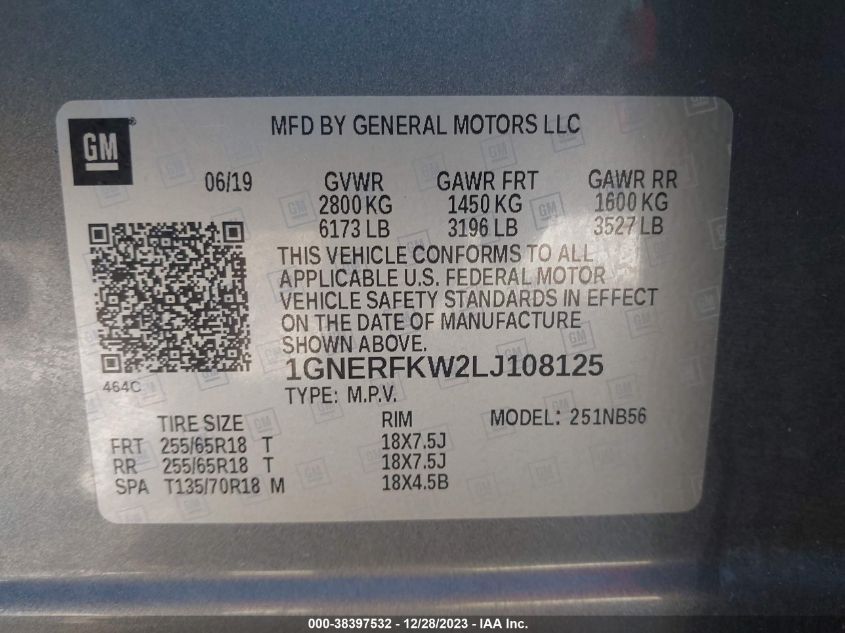 MFD BY GENERAL MOTORS LLC
GM
06/19 GVWR GAWR FRT GAWR RR
2800 KG 1450 KG 1600 KG
6173 LB 3196 LB 3527 LB
THIS VEHICLE CONFORMS TO ALL
APPLICABLE U.S. FEDERAL MOTOR
VEHICLE SAFETY STANDARDS IN EFFECT
ON THE DATE OF MANUFACTURE
SHOWN ABOVE.
1GNERFKW2LJ108125
464C
TYPE: M.P.V.
TIRE SIZE RIM MODEL: 251NB56
FRT 255/65R18 T 18X7.5J
RR 255/65R18 T 18X7.5J
SPA T135/70R18 M 18X4.5B
000-38397532 - 12/28/2023 - IAA Inc.